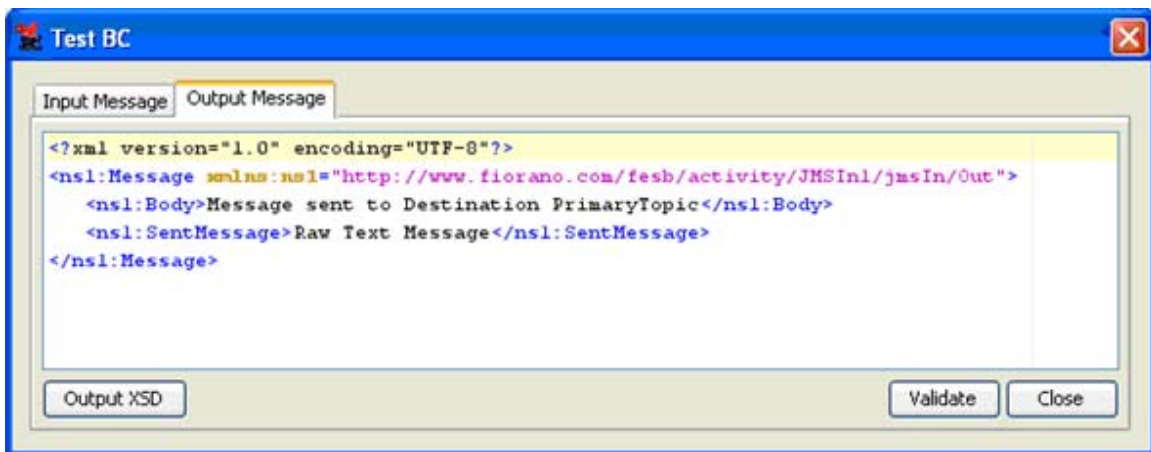 Test BC
Input Message Output Message
<?xml version="1.0" encoding="UTF-8"?>
<ns1:Message xmlns:ns1="http://www.fiorano.com/fesb/activity/JMSIn1/jmsIn/Out">
<ns1:Body>Message sent to Destination PrimaryTopic</ns1:Body>
<ns1:SentMessage>Raw Text Message</ns1:SentMessage>
</ns1:Message>
Output XSD Validate Close